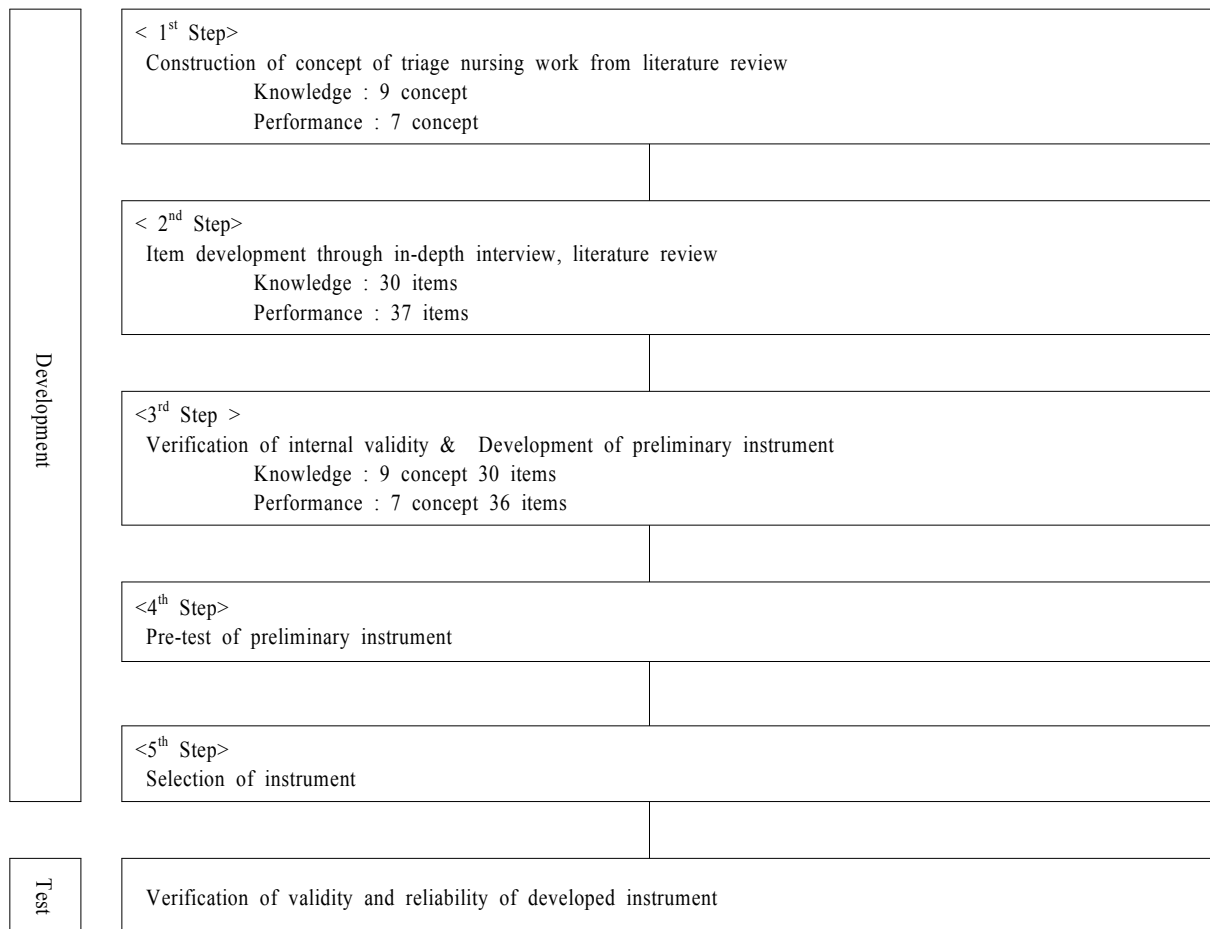 Development
< 1st Step>
Construction of concept of triage nursing work from literature review
Knowledge : 9 concept
Performance : 7 concept
< 2nd Step>
Item development through in-depth interview, literature review
Knowledge : 30 items
Performance : 37 items
<3rd Step >
Verification of internal validity & Development of preliminary instrument
Knowledge : 9 concept 30 items
Performance : 7 concept 36 items
<4th Step>
Pre-test of preliminary instrument
<5th Step>
Selection of instrument
Test
Verification of validity and reliability of developed instrument